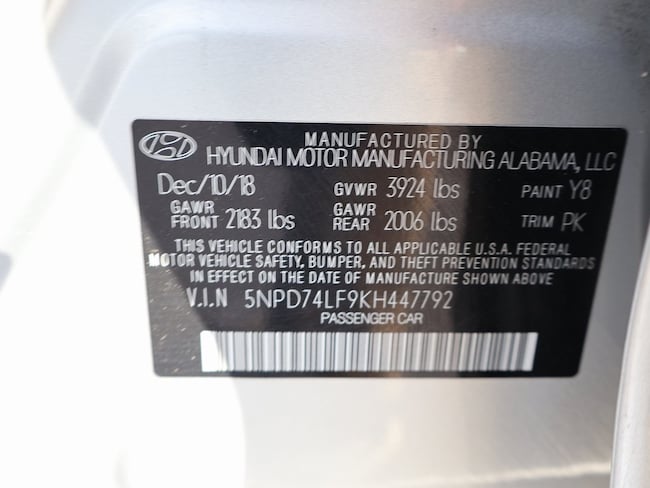 MANUFACTURED BY
HYUNDAI MOTOR MANUFACTURING ALABAMA, LLC
Dec/10/18 GVWR 3924 lbs PAINT Y8
GAWR FRONT 2183 lbs GAWR REAR 2006 lbs TRIM PK
THIS VEHICLE CONFORMS TO ALL APPLICABLE U.S.A. FEDERAL
MOTOR VEHICLE SAFETY, BUMPER, AND THEFT PREVENTION STANDARDS
IN EFFECT ON THE DATE OF MANUFACTURE SHOWN ABOVE
V.I.N 5NPD74LF9KH447792
PASSENGER CAR